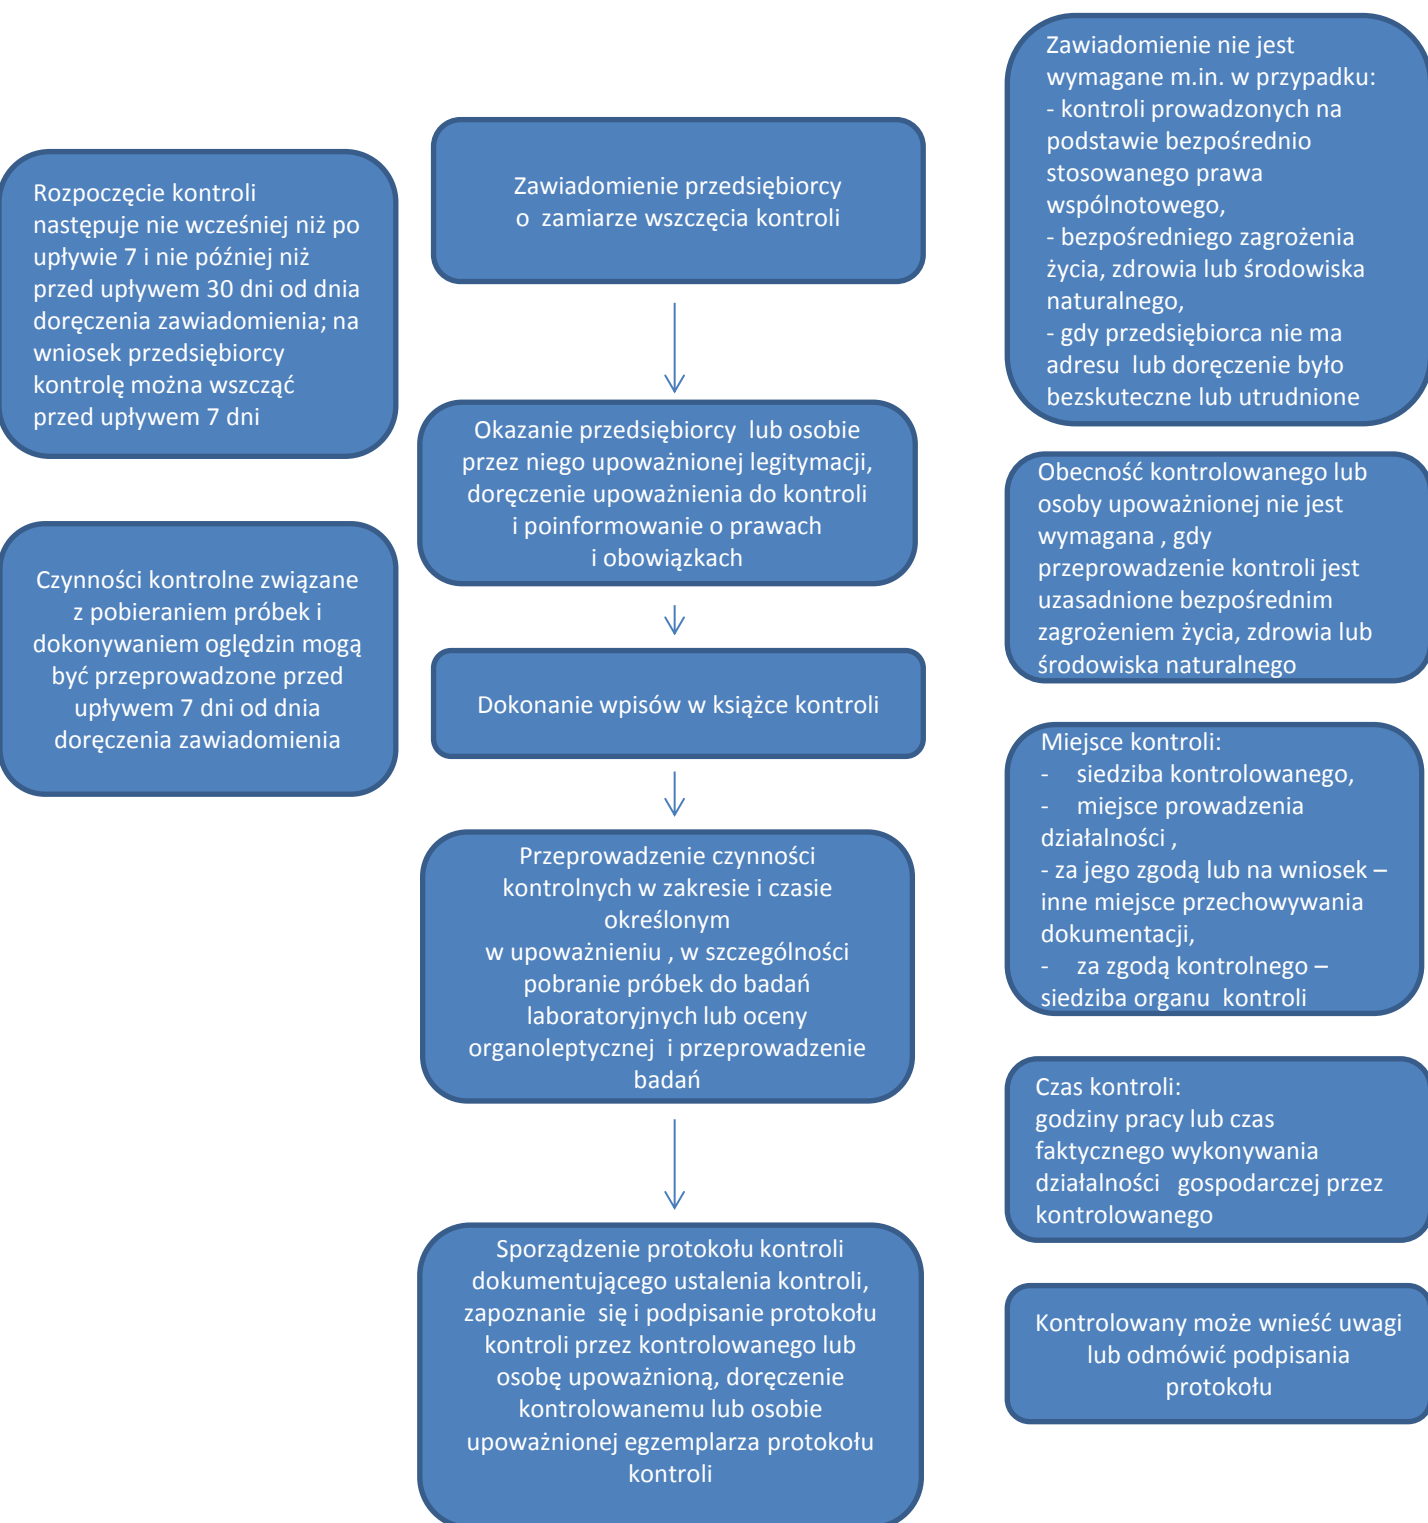 Zawiadomienie przedsiębiorcy
o  zamiarze wszczęcia kontroli
Rozpoczęcie kontroli
następuje nie wcześniej niż po
upływie 7 i nie później niż
przed upływem 30 dni od dnia
doręczenia zawiadomienia; na
wniosek przedsiębiorcy
kontrolę można wszcząć
przed upływem 7 dni
Zawiadomienie nie jest
wymagane m.in. w przypadku:
- kontroli prowadzonych na
podstawie bezpośrednio
stosowanego prawa
wspólnotowego,
- bezpośredniego zagrożenia
życia, zdrowia lub środowiska
naturalnego,
- gdy przedsiębiorca nie ma
adresu  lub doręczenie było
bezskuteczne lub utrudnione
Okazanie przedsiębiorcy  lub osobie
przez niego upoważnionej legitymacji,
doręczenie upoważnienia do kontroli
i poinformowanie o prawach
i obowiązkach
Czynności kontrolne związane
z pobieraniem próbek i
dokonywaniem oględzin mogą
być przeprowadzone przed
upływem 7 dni od dnia
doręczenia zawiadomienia
Obecność kontrolowanego lub
osoby upoważnionej nie jest
wymagana , gdy
przeprowadzenie kontroli jest
uzasadnione bezpośrednim
zagrożeniem życia, zdrowia lub
środowiska naturalnego
Dokonanie wpisów w książce kontroli
Miejsce kontroli:
-    siedziba kontrolowanego,
-    miejsce prowadzenia
działalności ,
- za jego zgodą lub na wniosek –
inne miejsce przechowywania
dokumentacji,
-    za zgodą kontrolnego –
siedziba organu  kontroli
Przeprowadzenie czynności
kontrolnych w zakresie i czasie
określonym
w upoważnieniu , w szczególności
pobranie próbek do badań
laboratoryjnych lub oceny
organoleptycznej  i przeprowadzenie
badań
Czas kontroli:
godziny pracy lub czas
faktycznego wykonywania
działalności   gospodarczej przez
kontrolowanego
Sporządzenie protokołu kontroli
dokumentującego ustalenia kontroli,
zapoznanie  się i podpisanie protokołu
kontroli przez kontrolowanego lub
osobę upoważnioną, doręczenie
kontrolowanemu lub osobie
upoważnionej egzemplarza protokołu
kontroli
Kontrolowany może wnieść uwagi
lub odmówić podpisania
protokołu